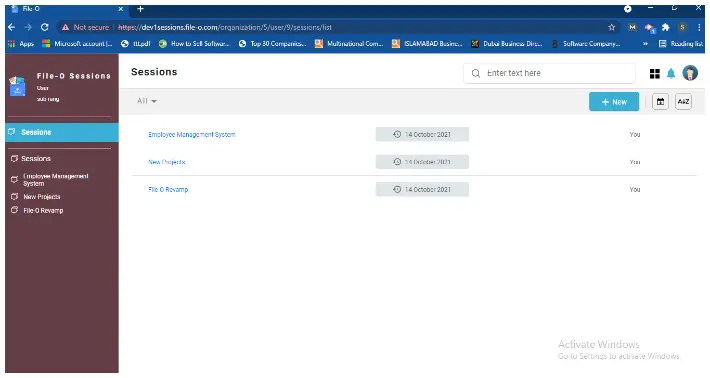 File-O
Not secure
https://dev1sessions.file-o.com/organization/5/user/9/sessions/list
M
S
Apps
Microsoft account |...
ttt.pdf
How to Sell Softwar...
Top 30 Companies...
Multinational Com...
ISLAMABAD Busine...
Dubai Business Dire...
Software Company...
»
Reading list
File-O Sessions
User
sub rung
Sessions
Sessions
Employee Management
System
New Projects
File-O Revamp
Sessions
Enter text here
All
+ New
Employee Management System
14 October 2021
You
New Projects
14 October 2021
You
File-O Revamp
14 October 2021
You
Activate Windows
Go to Settings to activate Windows.